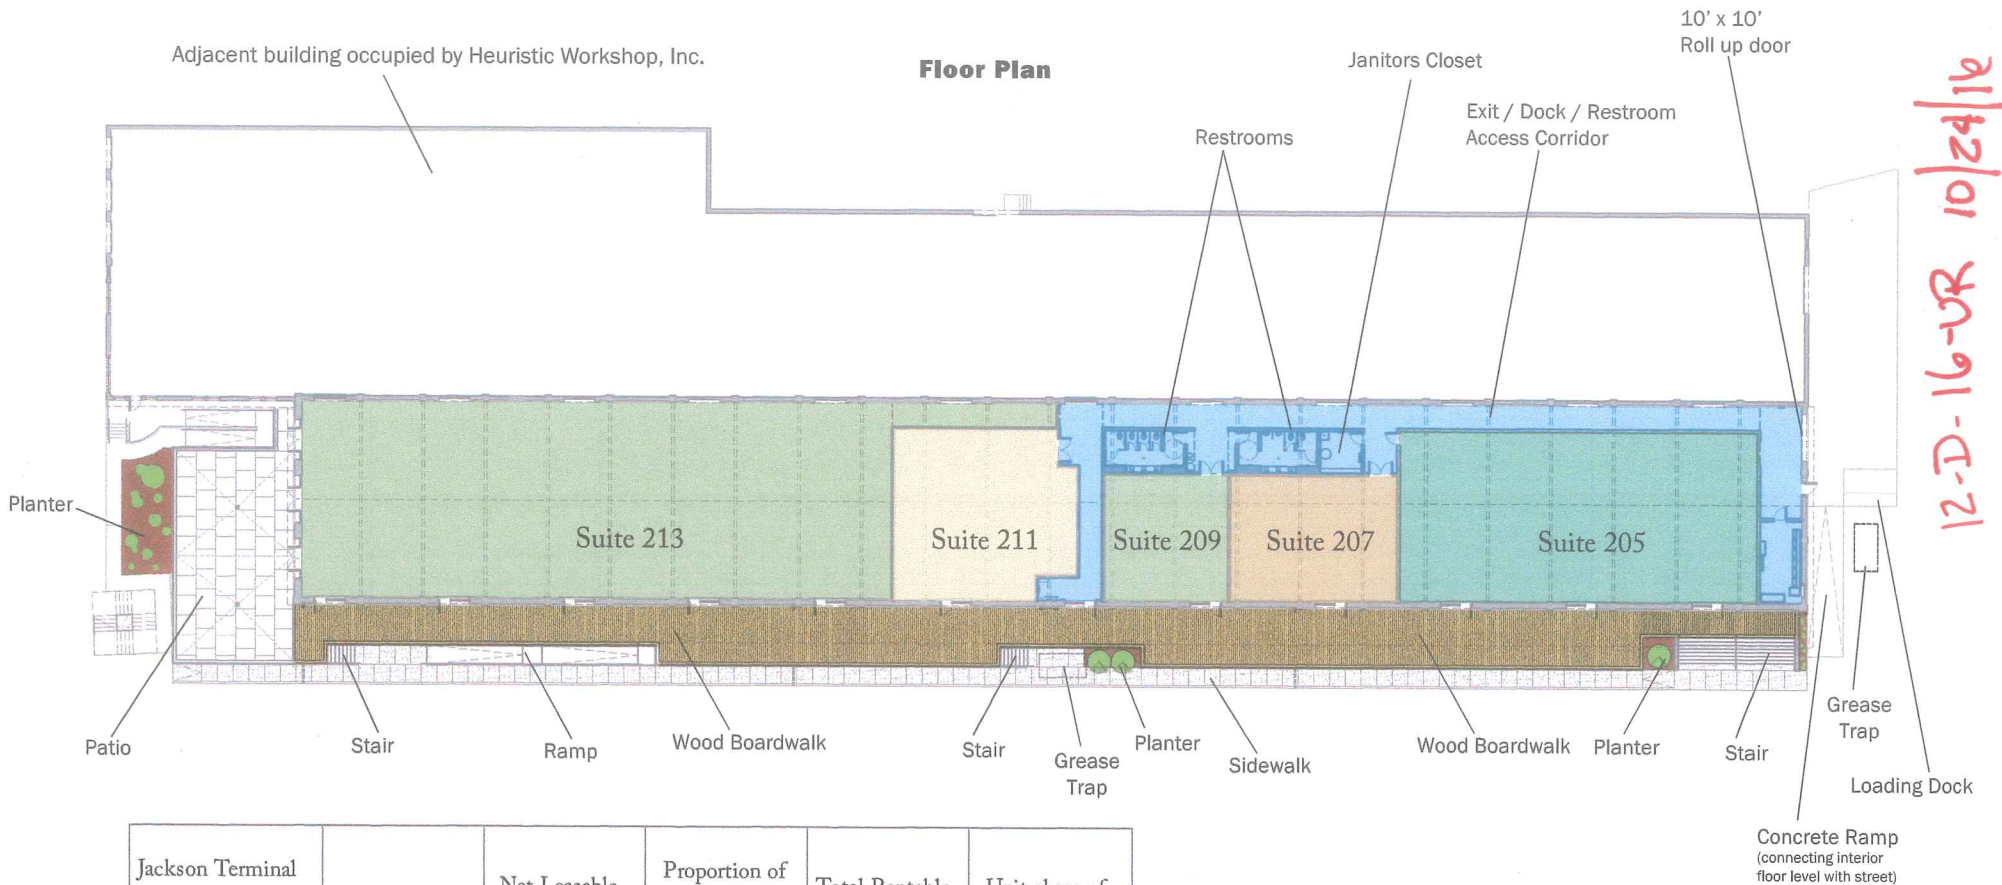 Floor Plan
Adjacent building occupied by Heuristic Workshop, Inc.
Restrooms
Janitors Closet
Exit / Dock / Restroom
Access Corridor
10' x 10'
Roll up door
12-D-16-UR 10/24/16
Planter
Suite 213
Suite 211
Suite 209
Suite 207
Suite 205
Patio
Stair
Ramp
Wood Boardwalk
Stair
Grease
Trap
Planter
Sidewalk
Wood Boardwalk
Planter
Stair
Grease
Trap
Loading Dock
Concrete Ramp
(connecting interior
floor level with street)
Jackson Terminal
Proportion of